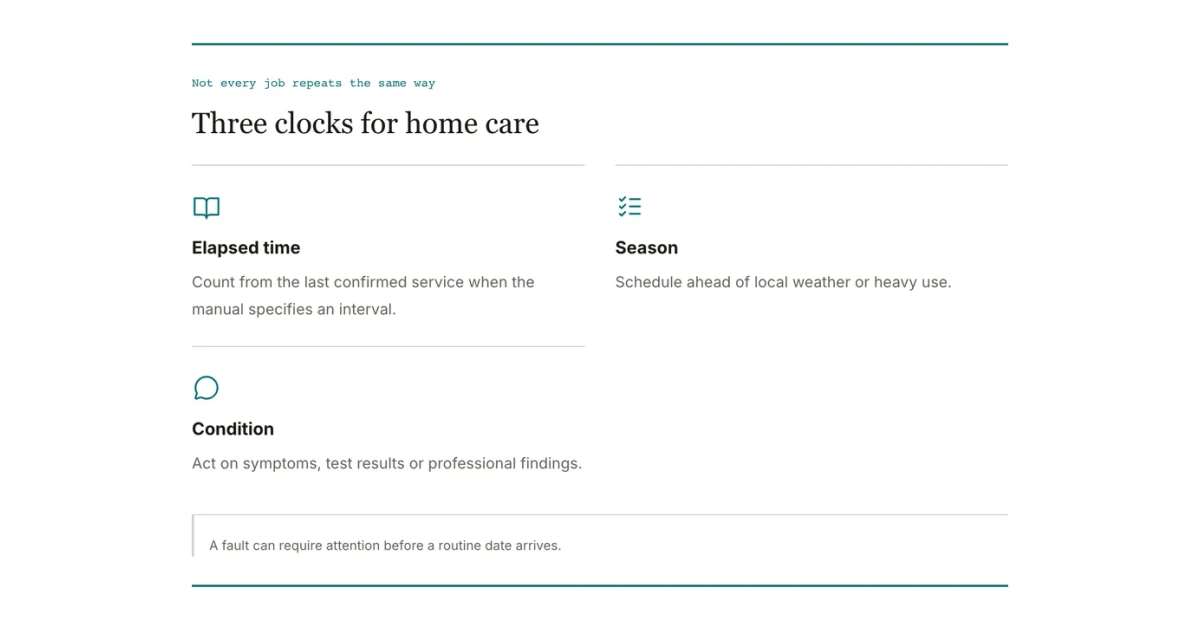 Not every job repeats the same way
Three clocks for home care
Elapsed time
Count from the last confirmed service when the
manual specifies an interval.
Season
Schedule ahead of local weather or heavy use.
Condition
Act on symptoms, test results or professional findings.
A fault can require attention before a routine date arrives.